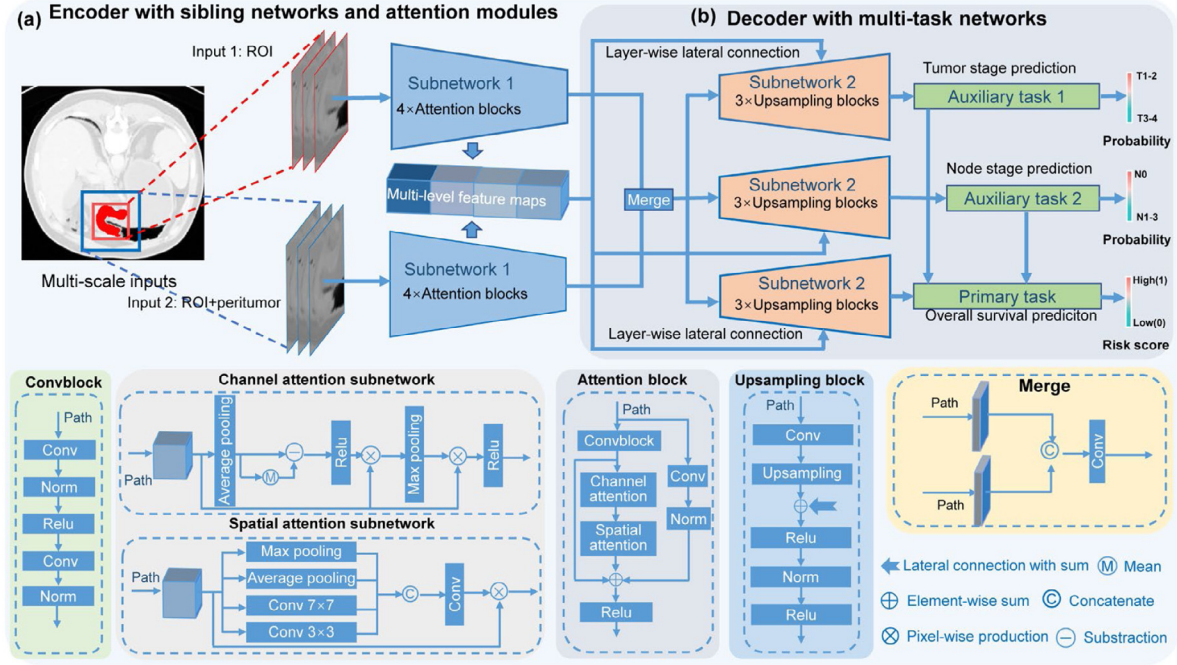 (a) Encoder with sibling networks and attention modules
Input 1: ROI
Multi-scale inputs
Input 2: ROI+peritumor
Subnetwork 1
4×Attention blocks
Multi-level feature maps
Subnetwork 1
4×Attention blocks
Merge
(b) Decoder with multi-task networks
Layer-wise lateral connection
Subnetwork 2
3×Upsampling blocks
Tumor stage prediction
Auxiliary task 1
T1-2
T3-4
Probability
Subnetwork 2
3×Upsampling blocks
Node stage prediction
Auxiliary task 2
N0
N1-3
Probability
Subnetwork 2
3×Upsampling blocks
Layer-wise lateral connection
Primary task
Overall survival prediciton
High(1)
Low(0)
Risk score
Convblock
Path
Conv
Norm
Relu
Conv
Norm
Channel attention subnetwork
Path
Average pooling
M
Relu
Max pooling
Relu
Spatial attention subnetwork
Path
Max pooling
Average pooling
Conv 7×7
Conv 3×3
C
Conv
Attention block
Path
Convblock
Channel
attention
Spatial
attention
Conv
Norm
Relu
Upsampling block
Path
Conv
Upsampling
Relu
Norm
Relu
Merge
Path
Path
C
Conv
Lateral connection with sum
M Mean
Element-wise sum
C Concatenate
Pixel-wise production
Substraction